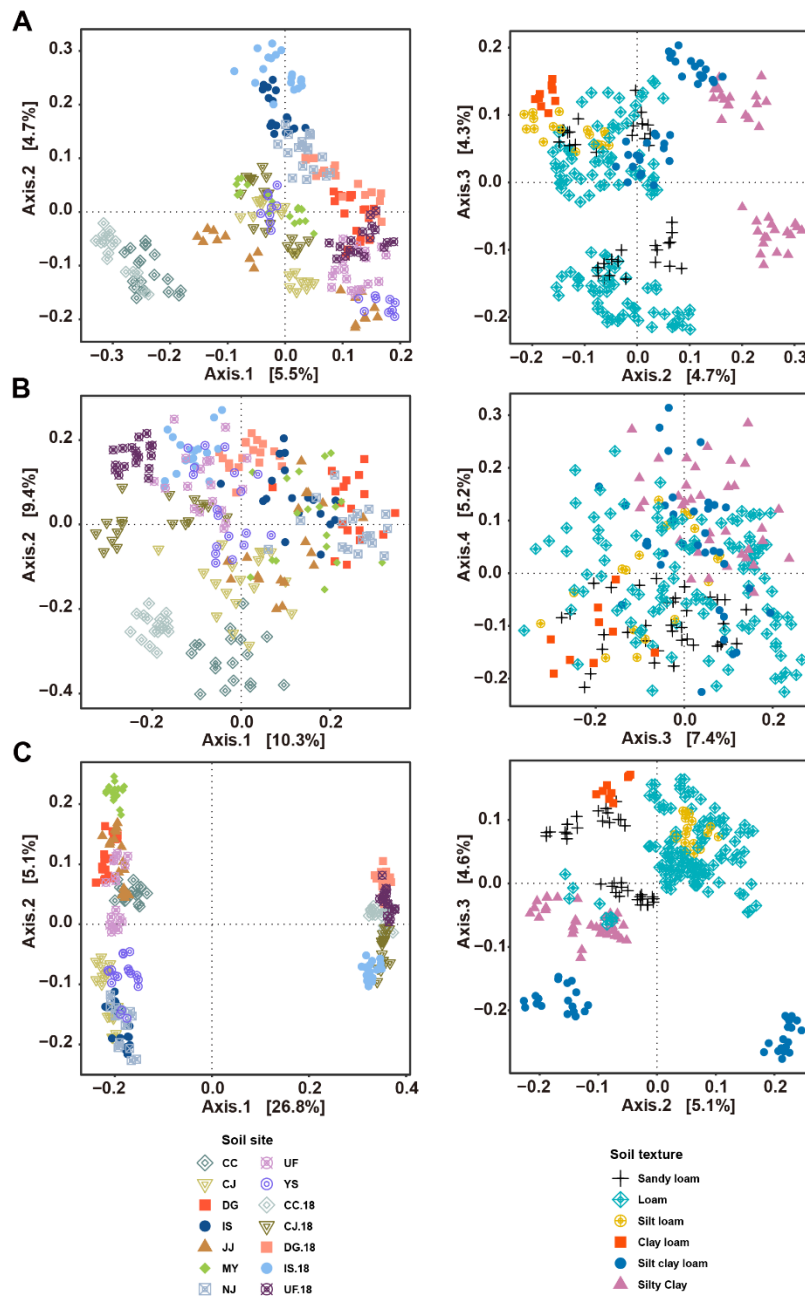 A
0.3
0.2
0.1
0.0
−0.1
−0.2
Axis.2 [4.7%]
−0.3 −0.2 −0.1 0.0 0.1 0.2
Axis.1 [5.5%]
0.2
0.1
0.0
−0.1
−0.2
Axis.3 [4.3%]
−0.2 −0.1 0.0 0.1 0.2 0.3
Axis.2 [4.7%]
B
0.2
0.0
−0.2
−0.4
Axis.2 [9.4%]
−0.2 0.0 0.2
Axis.1 [10.3%]
0.3
0.2
0.1
0.0
−0.1
−0.2
Axis.4 [5.2%]
−0.2 0.0 0.2
Axis.3 [7.4%]
C
0.2
0.1
0.0
−0.1
−0.2
Axis.2 [5.1%]
−0.2 0.0 0.2 0.4
Axis.1 [26.8%]
0.1
0.0
−0.1
−0.2
Axis.3 [4.6%]
−0.2 −0.1 0.0 0.1 0.2
Axis.2 [5.1%]
Soil site
CC
CJ
DG
IS
JJ
MY
NJ
UF
YS
CC.18
CJ.18
DG.18
IS.18
UF.18
Soil texture
Sandy loam
Loam
Silt loam
Clay loam
Silt clay loam
Silty Clay